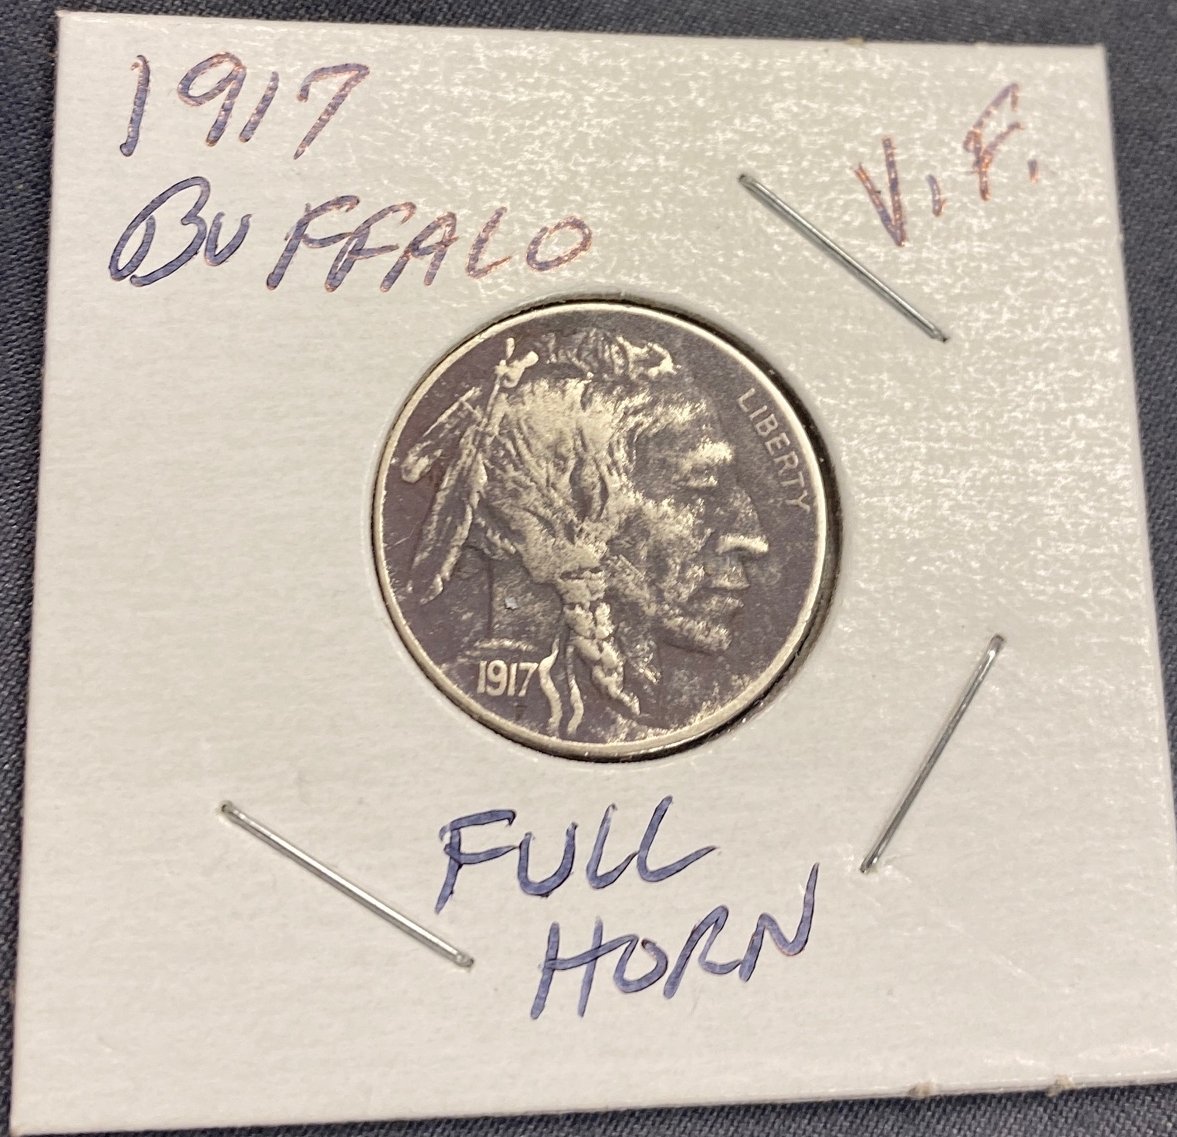 1917
V.F.
BUFFALO
LIBERTY
1917
FULL
HORN